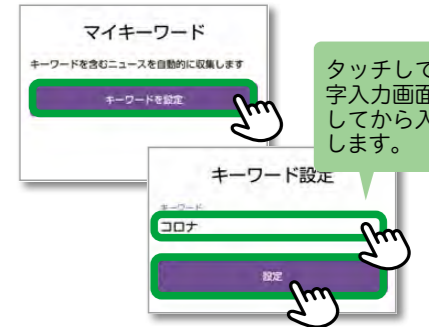 マイキーワード
キーワードを含むニュースを自動的に収集します
キーワードを設定
タッチして
字入力画面
してから入
します。
キーワード設定
キーワード
コロナ
設定